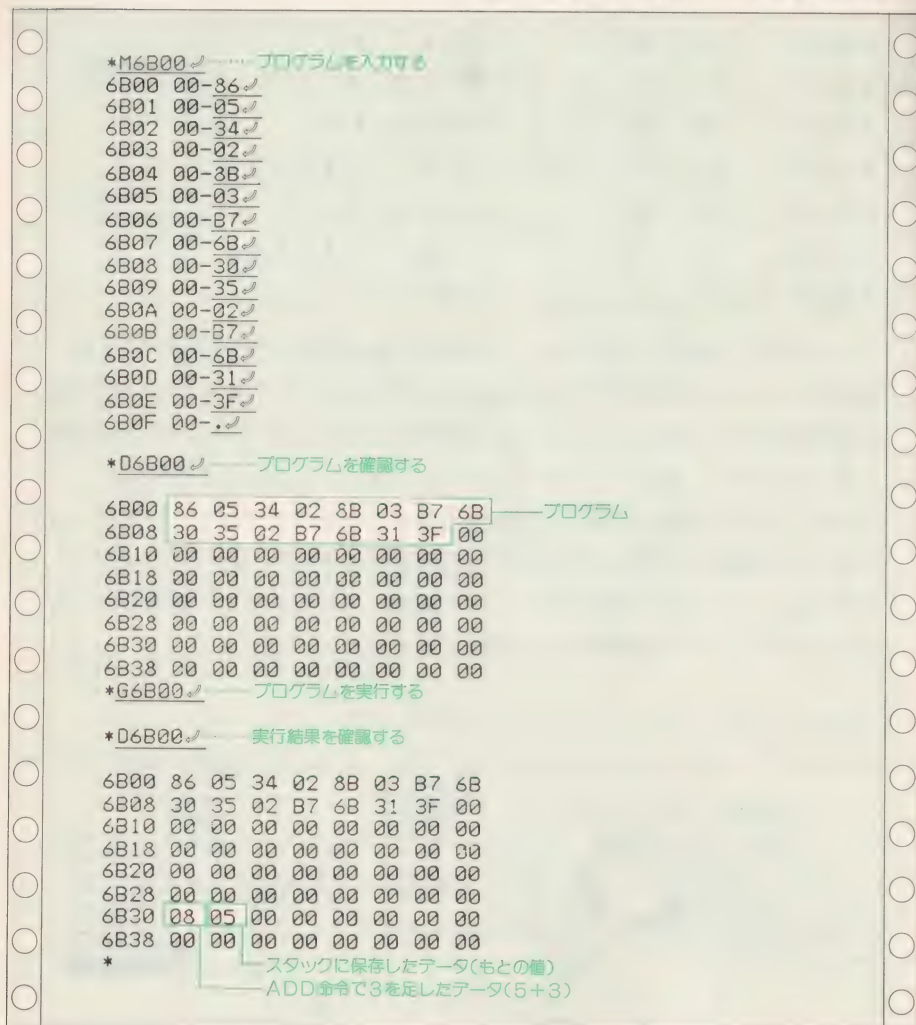 *M6B00↵ …… プログラムを入力する
6B00 00-86↵
6B01 00-05↵
6B02 00-34↵
6B03 00-02↵
6B04 00-8B↵
6B05 00-03↵
6B06 00-B7↵
6B07 00-6B↵
6B08 00-30↵
6B09 00-35↵
6B0A 00-02↵
6B0B 00-B7↵
6B0C 00-6B↵
6B0D 00-31↵
6B0E 00-3F↵
6B0F 00-.↵
*D6B00↵ …… プログラムを確認する
6B00 86 05 34 02 8B 03 B7 6B プログラム
6B08 30 35 02 B7 6B 31 3F 00
6B10 00 00 00 00 00 00 00 00
6B18 00 00 00 00 00 00 00 00
6B20 00 00 00 00 00 00 00 00
6B28 00 00 00 00 00 00 00 00
6B30 00 00 00 00 00 00 00 00
6B38 00 00 00 00 00 00 00 00
*G6B00↵ …… プログラムを実行する
*D6B00↵ …… 実行結果を確認する
6B00 86 05 34 02 8B 03 B7 6B
6B08 30 35 02 B7 6B 31 3F 00
6B10 00 00 00 00 00 00 00 00
6B18 00 00 00 00 00 00 00 00
6B20 00 00 00 00 00 00 00 00
6B28 00 00 00 00 00 00 00 00
6B30 08 05 00 00 00 00 00 00
6B38 00 00 00 00 00 00 00 00
* スタックに保存したデータ(もとの値)
ADD命令で3を足したデータ(5+3)